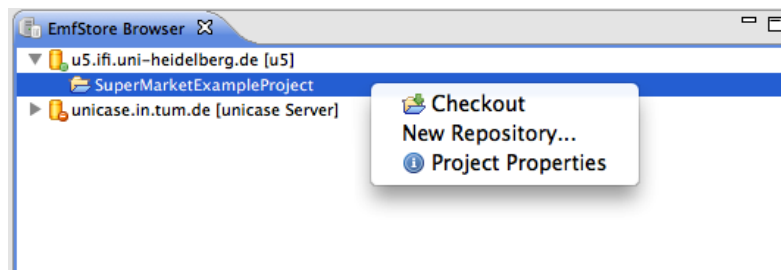 EmfStore Browser
u5.ifi.uni-heidelberg.de [u5]
SuperMarketExampleProject
unicase.in.tum.de [unicase Server]
Checkout
New Repository...
Project Properties